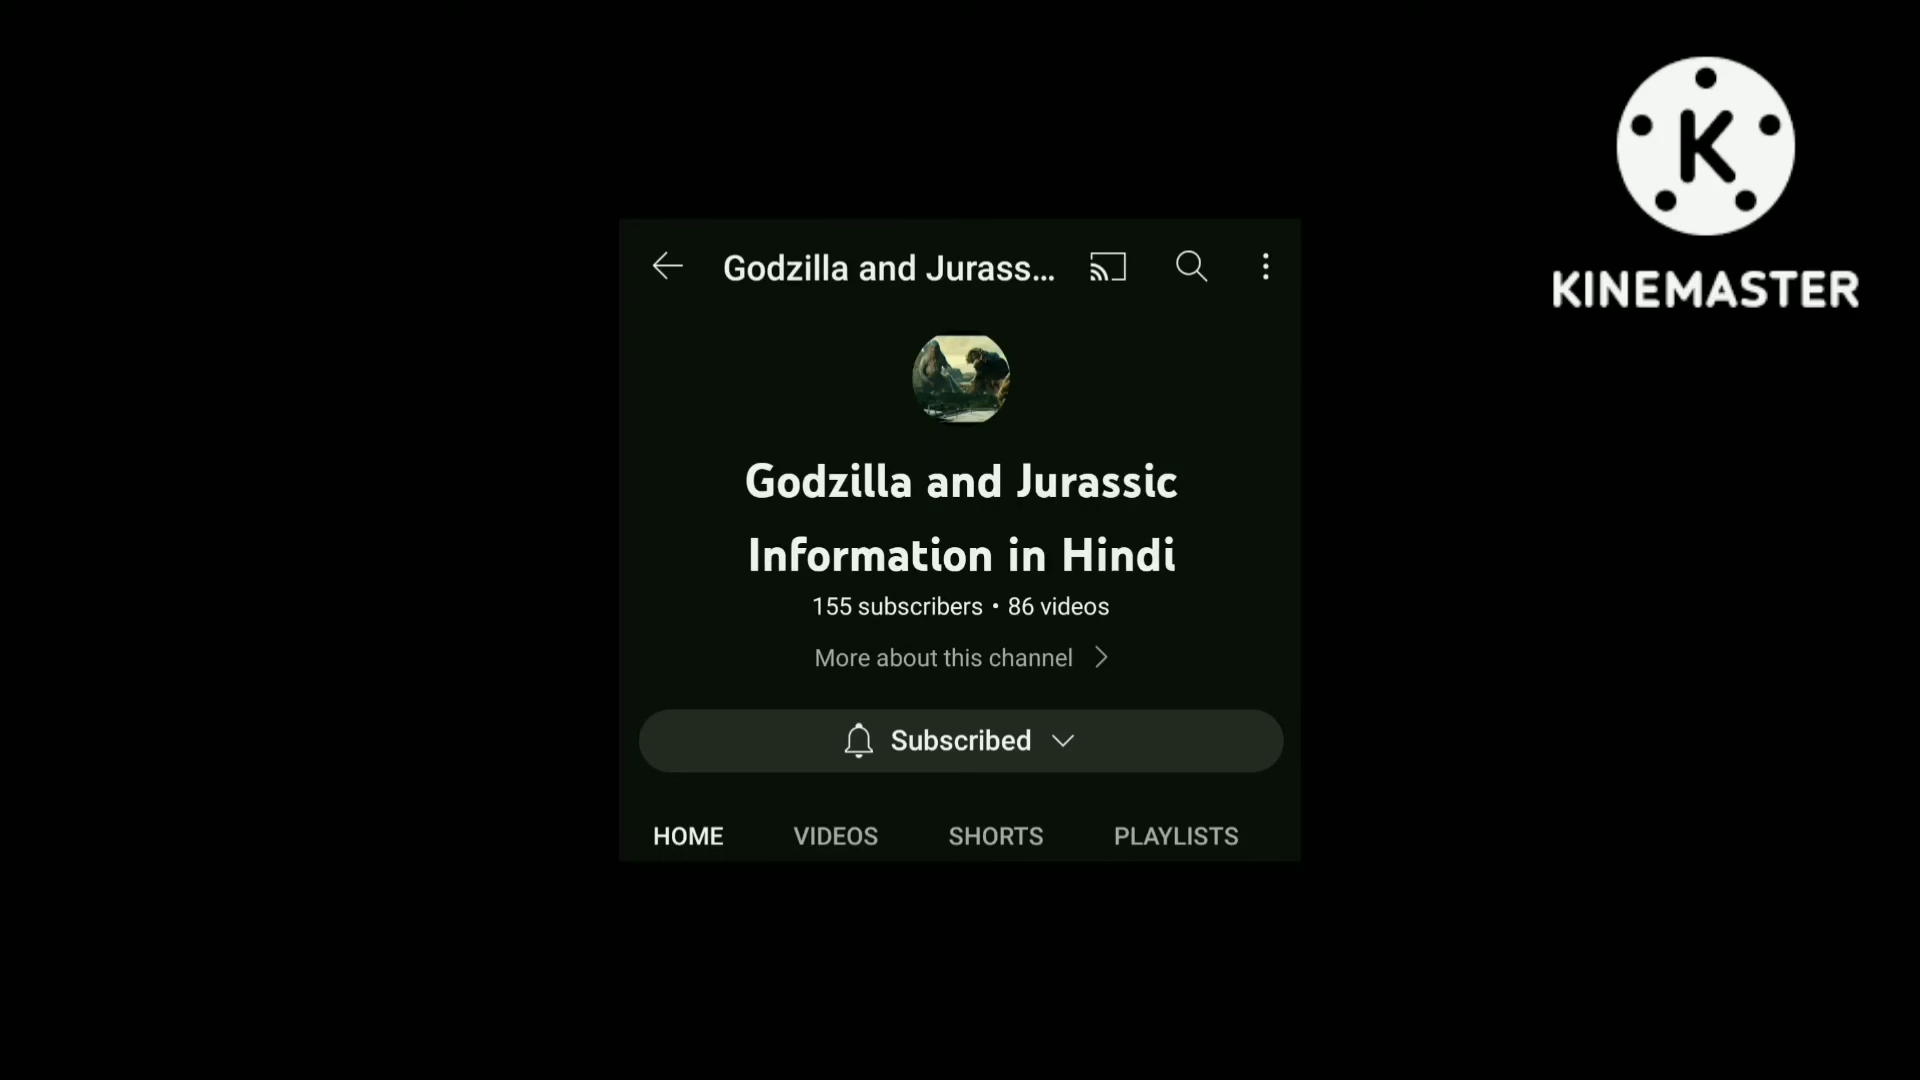 K
KINEMASTER
Godzilla and Jurass...
Godzilla and Jurassic
Information in Hindi
155 subscribers • 86 videos
More about this channel
Subscribed
HOME VIDEOS SHORTS PLAYLISTS